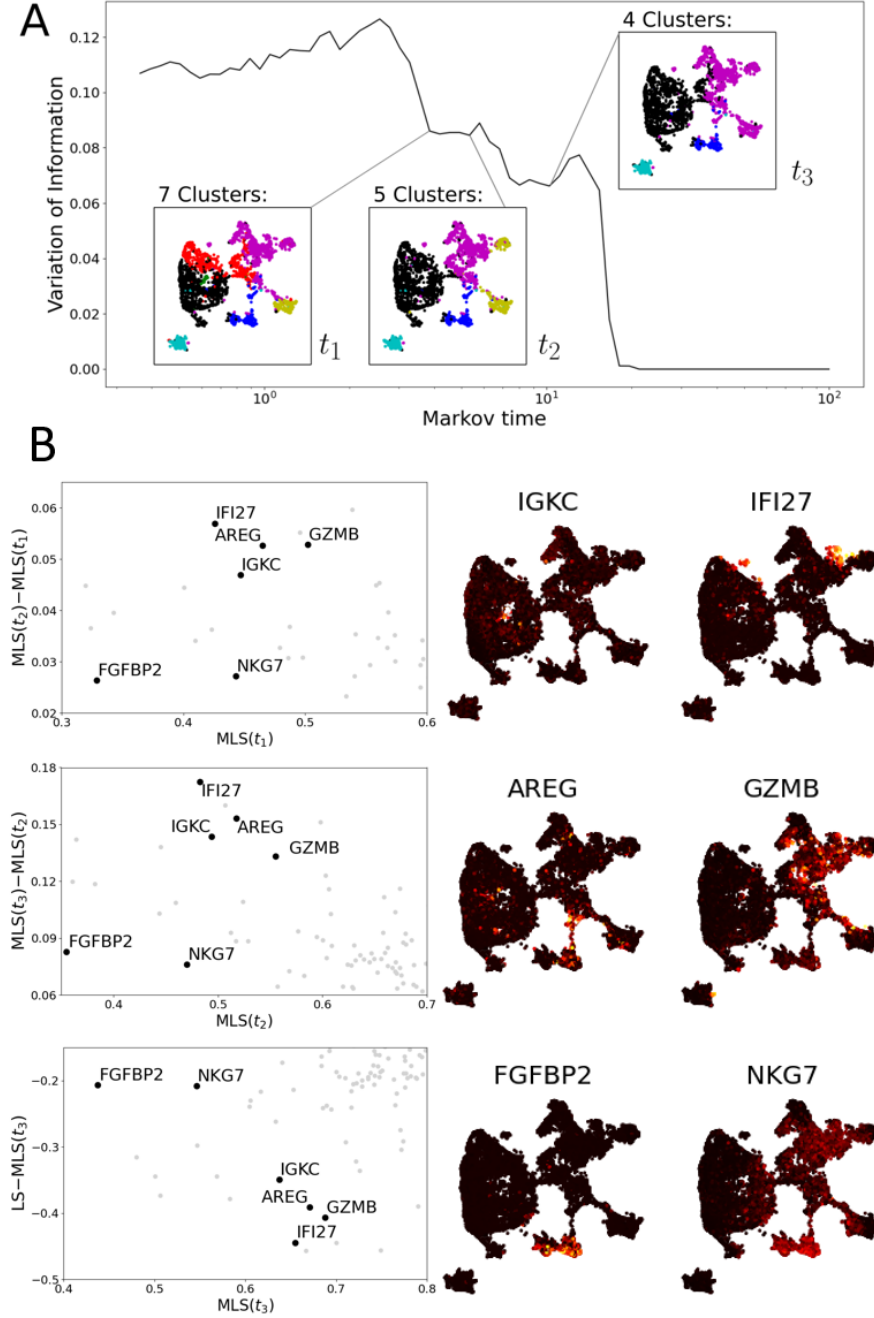 A
4 Clusters:
0.12
0.10
0.08
t₃
7 Clusters:
5 Clusters:
0.06
0.04
0.02
t₁
t₂
0.00
Variation of Information
10⁰
10¹
10²
Markov time
B
IGKC
IFI27
0.06
IFI27
AREG
GZMB
0.05
IGKC
0.04
0.03
FGFBP2
NKG7
0.02
0.3
0.4
0.5
0.6
MLS(t₂)−MLS(t₁)
MLS(t₁)
AREG
GZMB
0.18
IFI27
0.15
IGKC
AREG
GZMB
0.12
0.09
FGFBP2
NKG7
0.06
0.4
0.5
0.6
0.7
MLS(t₃)−MLS(t₂)
MLS(t₂)
FGFBP2
NKG7
−0.2
FGFBP2
NKG7
−0.3
IGKC
−0.4
AREG
GZMB
IFI27
−0.5
0.4
0.5
0.6
0.7
0.8
LS−MLS(t₃)
MLS(t₃)